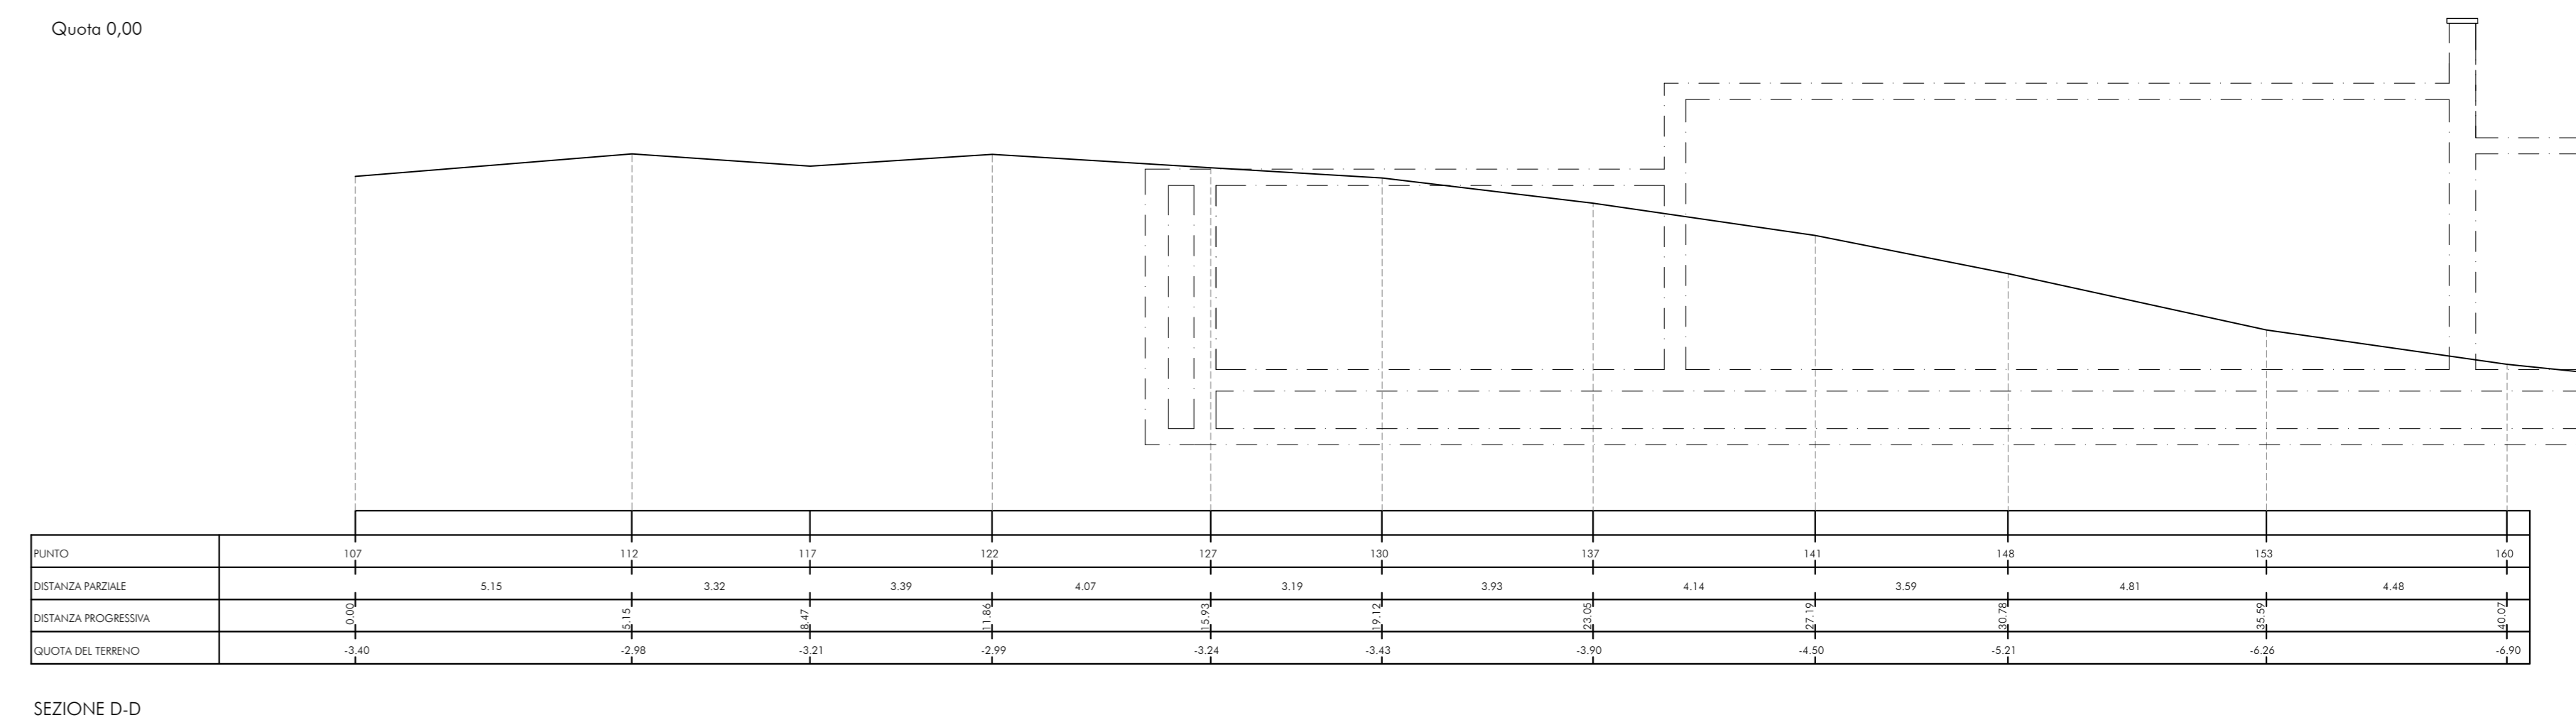 Quota 0,00
PUNTO 107 112 117 122 127 130 137 141 148 153 160
DISTANZA PARZIALE 5.15 3.32 3.39 4.07 3.19 3.93 4.14 3.59 4.81 4.48
DISTANZA PROGRESSIVA 0.00 5.15 8.47 11.86 15.93 19.12 23.05 27.19 30.78 35.59 40.07
QUOTA DEL TERRENO -3.40 -2.98 -3.21 -2.99 -3.24 -3.43 -3.90 -4.50 -5.21 -6.26 -6.90
SEZIONE D-D